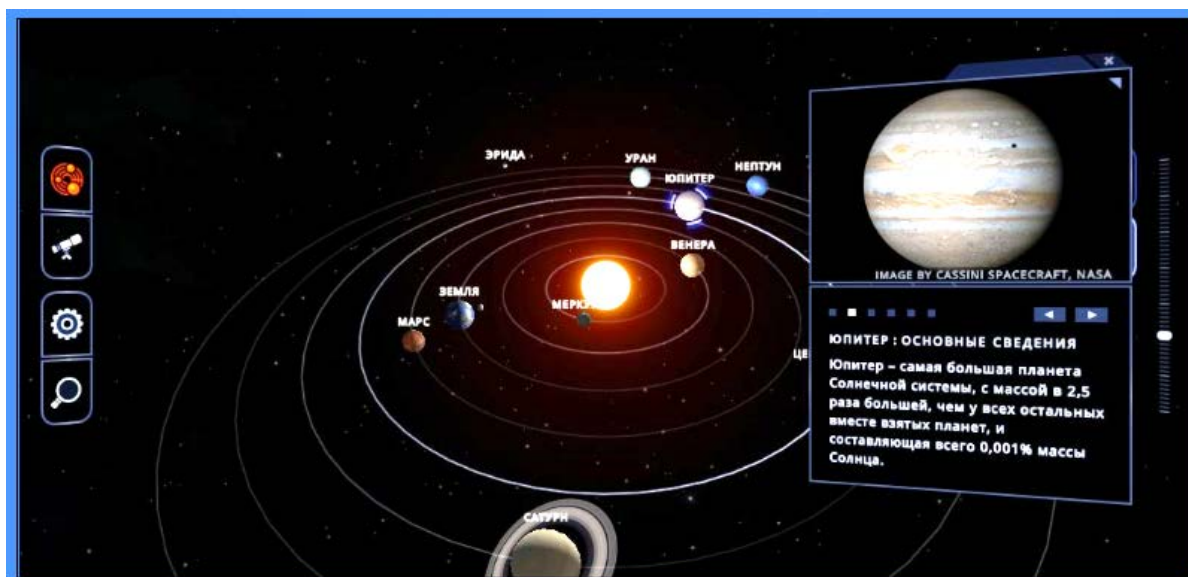 ЭРИДА
УРАН
НЕПТУН
ЮПИТЕР
ВЕНЕРА
ЗЕМЛЯ
МЕРКУ
МАРС
ЦЕ
САТУРН
IMAGE BY CASSINI SPACECRAFT, NASA
ЮПИТЕР : ОСНОВНЫЕ СВЕДЕНИЯ
Юпитер – самая большая планета
Солнечной системы, с массой в 2,5
раза большей, чем у всех остальных
вместе взятых планет, и
составляющая всего 0,001% массы
Солнца.